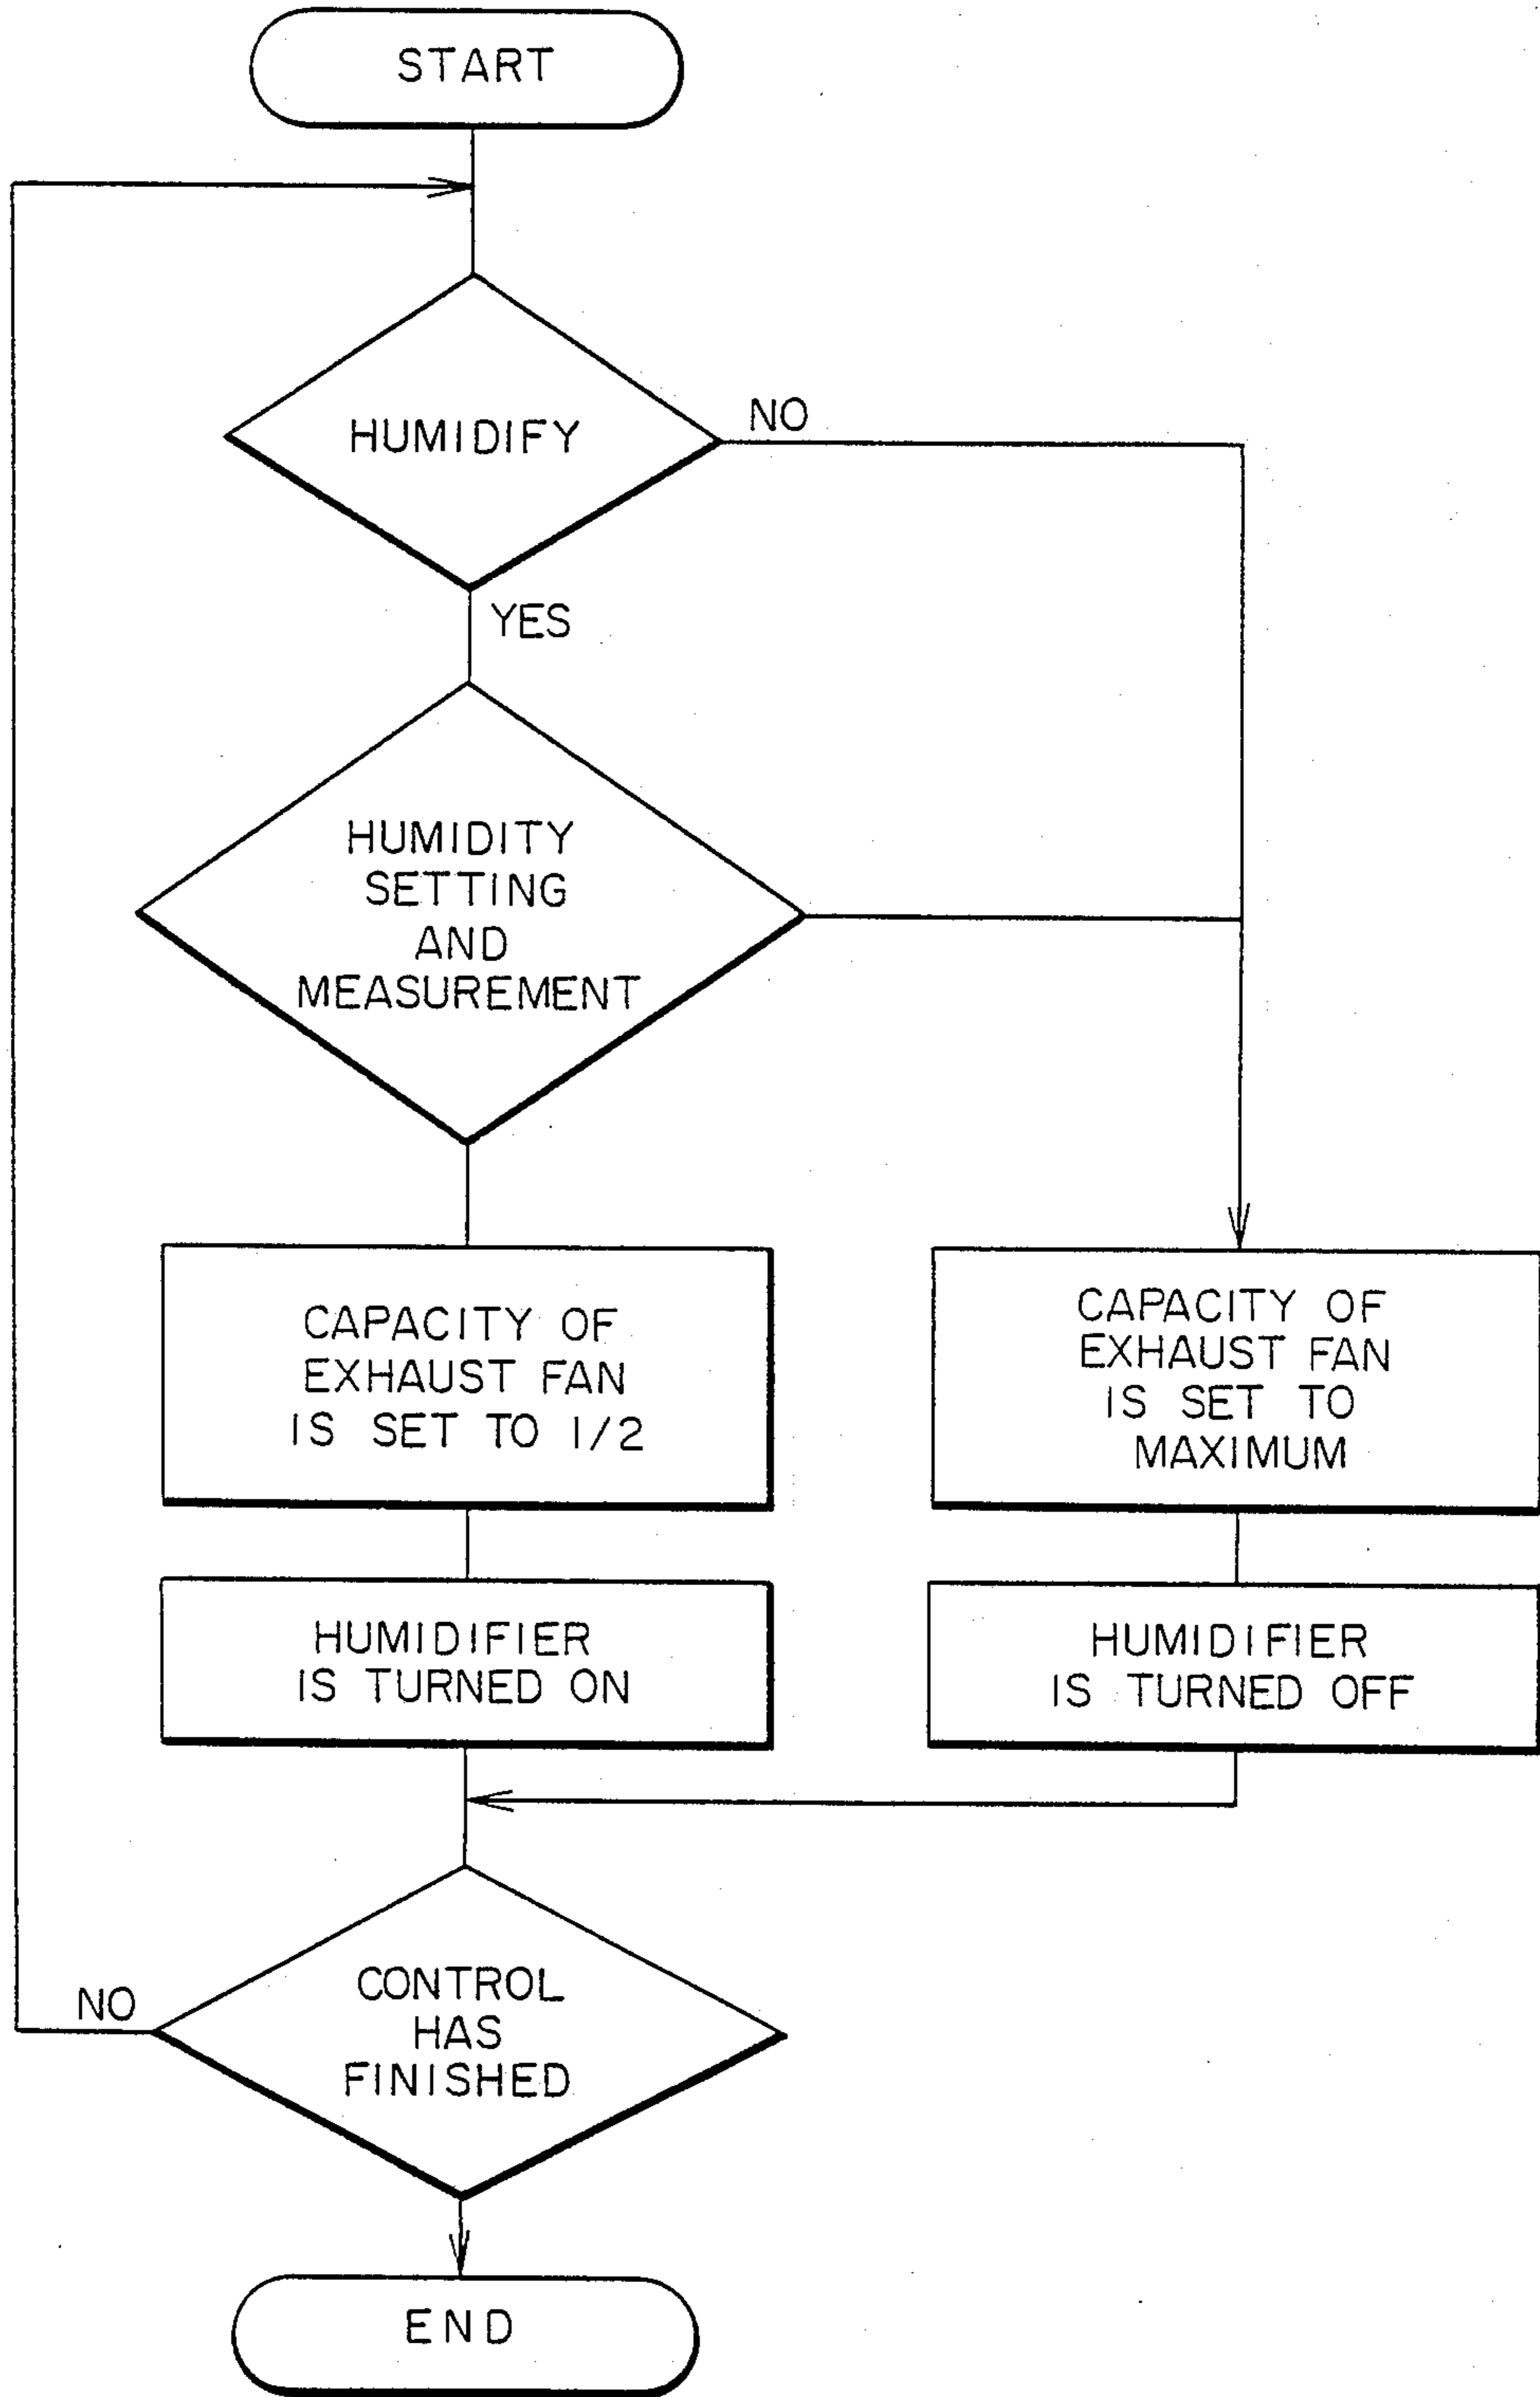 START
HUMIDIFY
NO
YES
HUMIDITY
SETTING
AND
MEASUREMENT
CAPACITY OF
EXHAUST FAN
IS SET TO 1/2
CAPACITY OF
EXHAUST FAN
IS SET TO
MAXIMUM
HUMIDIFIER
IS TURNED ON
HUMIDIFIER
IS TURNED OFF
NO
CONTROL
HAS
FINISHED
END